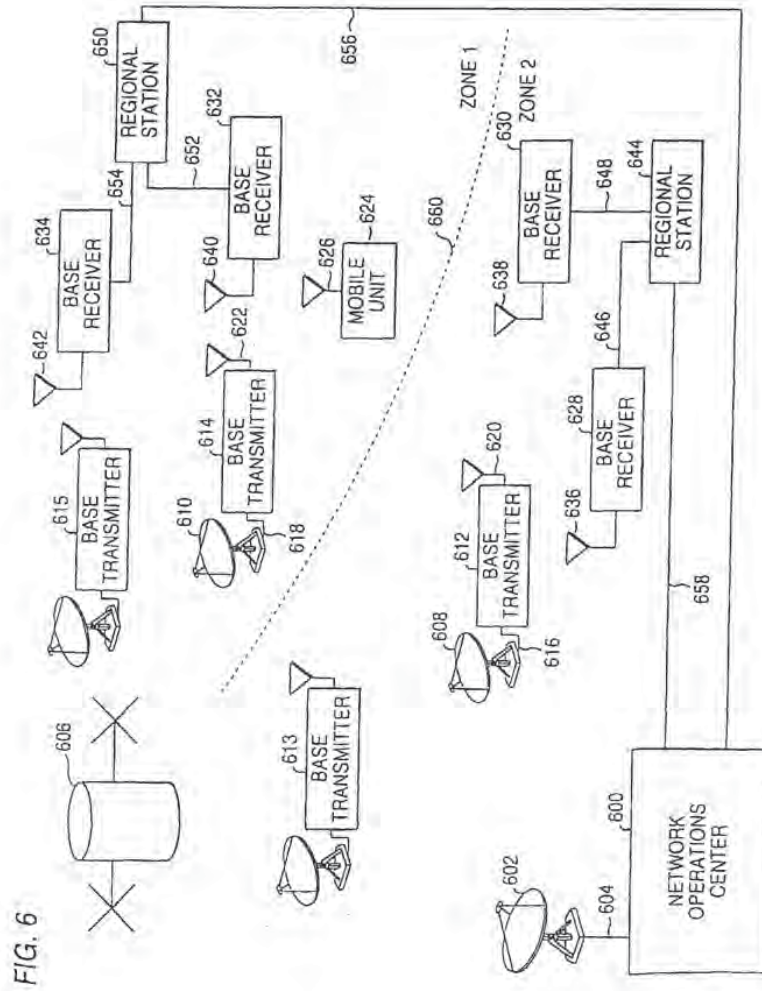 FIG. 6
606
615
BASE
TRANSMITTER
642
634
BASE
RECEIVER
654
650
REGIONAL
STATION
652
656
610
618
614
BASE
TRANSMITTER
622
640
632
BASE
RECEIVER
613
BASE
TRANSMITTER
626
624
MOBILE
UNIT
660
ZONE 1
ZONE 2
602
604
608
616
612
BASE
TRANSMITTER
620
638
630
BASE
RECEIVER
648
636
628
BASE
RECEIVER
646
644
REGIONAL
STATION
600
NETWORK
OPERATIONS
CENTER
658